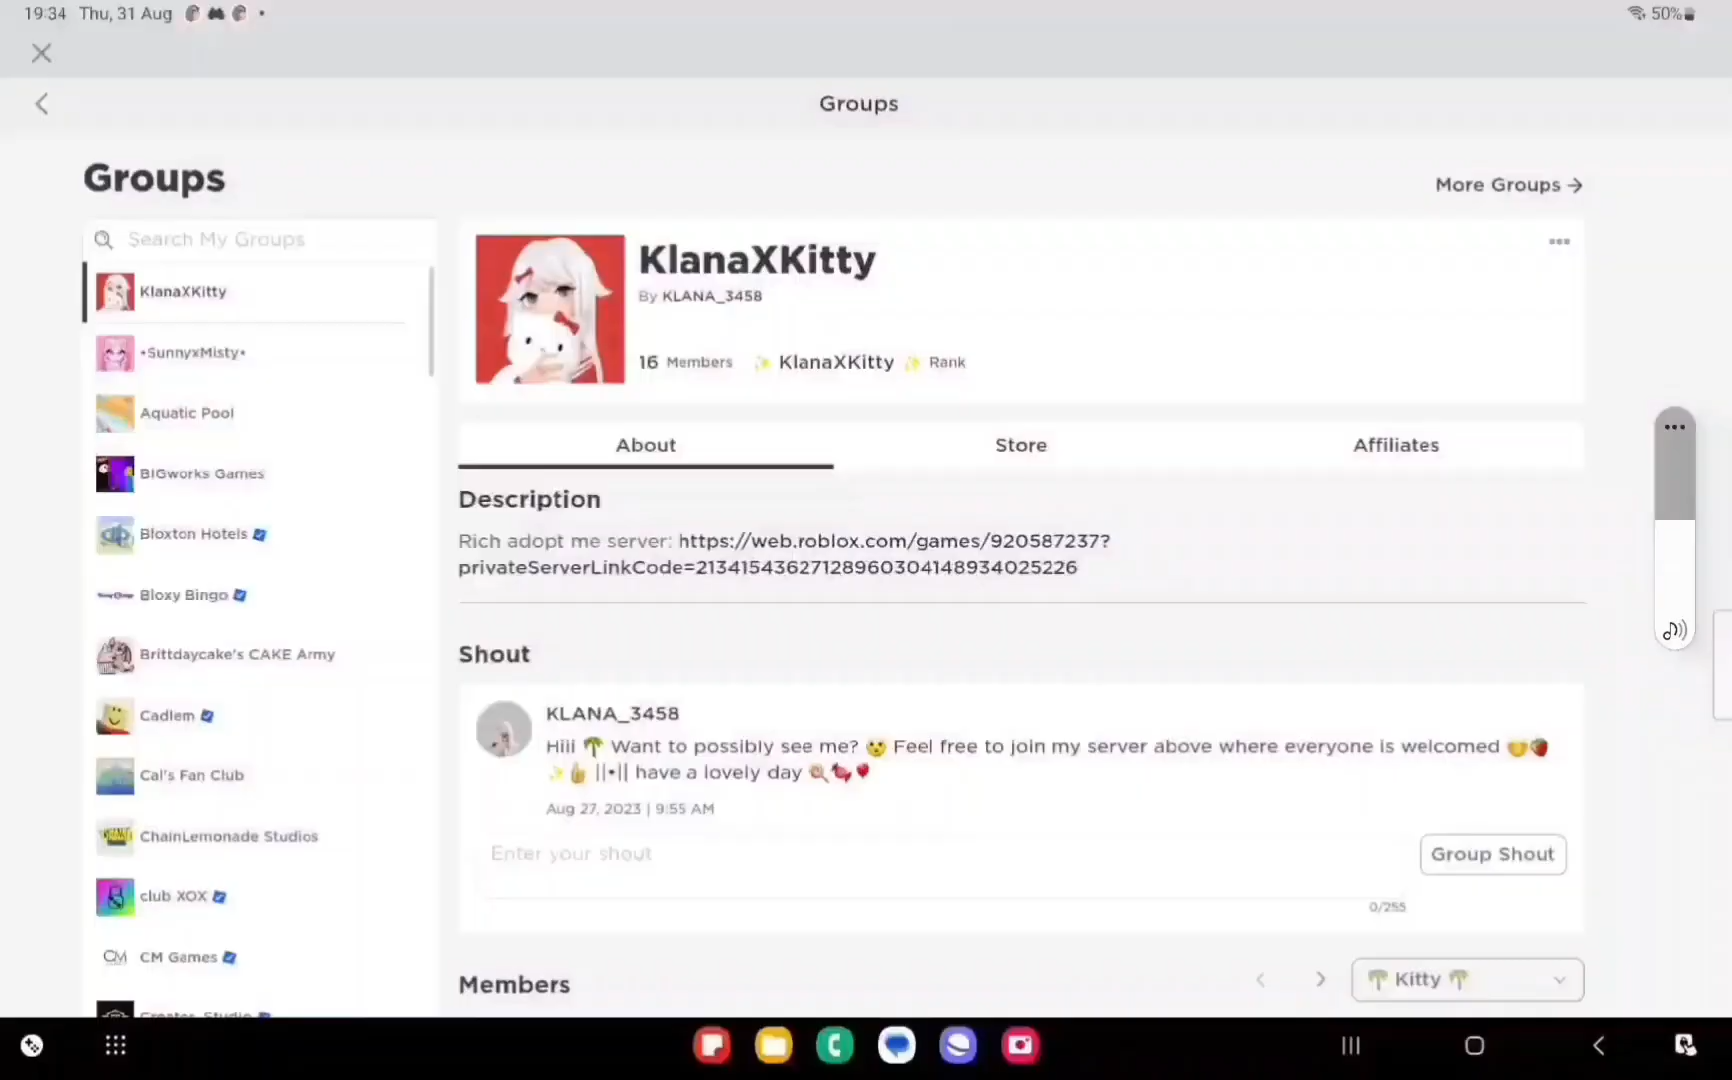 19:34 Thu, 31 Aug
50%
Groups
Groups
More Groups →
Search My Groups
KlanaXKitty
•SunnyxMisty•
Aquatic Pool
BIGworks Games
Bloxton Hotels
Bloxy Bingo
Brittdaycake's CAKE Army
Cadlem
Cal's Fan Club
ChainLemonade Studios
club XOX
CM
CM Games
Creator Studio
KlanaXKitty
By KLANA_3458
16 Members ✨ KlanaXKitty ✨ Rank
About
Store
Affiliates
Description
Rich adopt me server: https://web.roblox.com/games/920587237?
privateServerLinkCode=21341543627128960304148934025226
Shout
KLANA_3458
Hiii 🌴 Want to possibly see me? 😯 Feel free to join my server above where everyone is welcomed 🤝🍓
✨👍 ||•|| have a lovely day 🍭🍬❤️
Aug 27, 2023 | 9:55 AM
Enter your shout
Group Shout
0/255
Members
🌴 Kitty 🌴